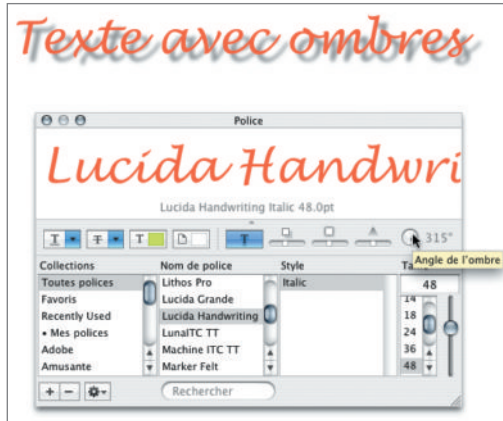 Texte avec ombres
Police
Lucida Handwri
Lucida Handwriting Italic 48.0pt
T T T T 315°
Angle de l'ombre
Collections Nom de police Style
Toutes polices Lithos Pro Italic 48
Favoris Lucida Grande 14
Recently Used Lucida Handwriting 18
• Mes polices LunaITC TT 24
Adobe Machine ITC TT 36
Amusante Marker Felt 48
+ − Rechercher